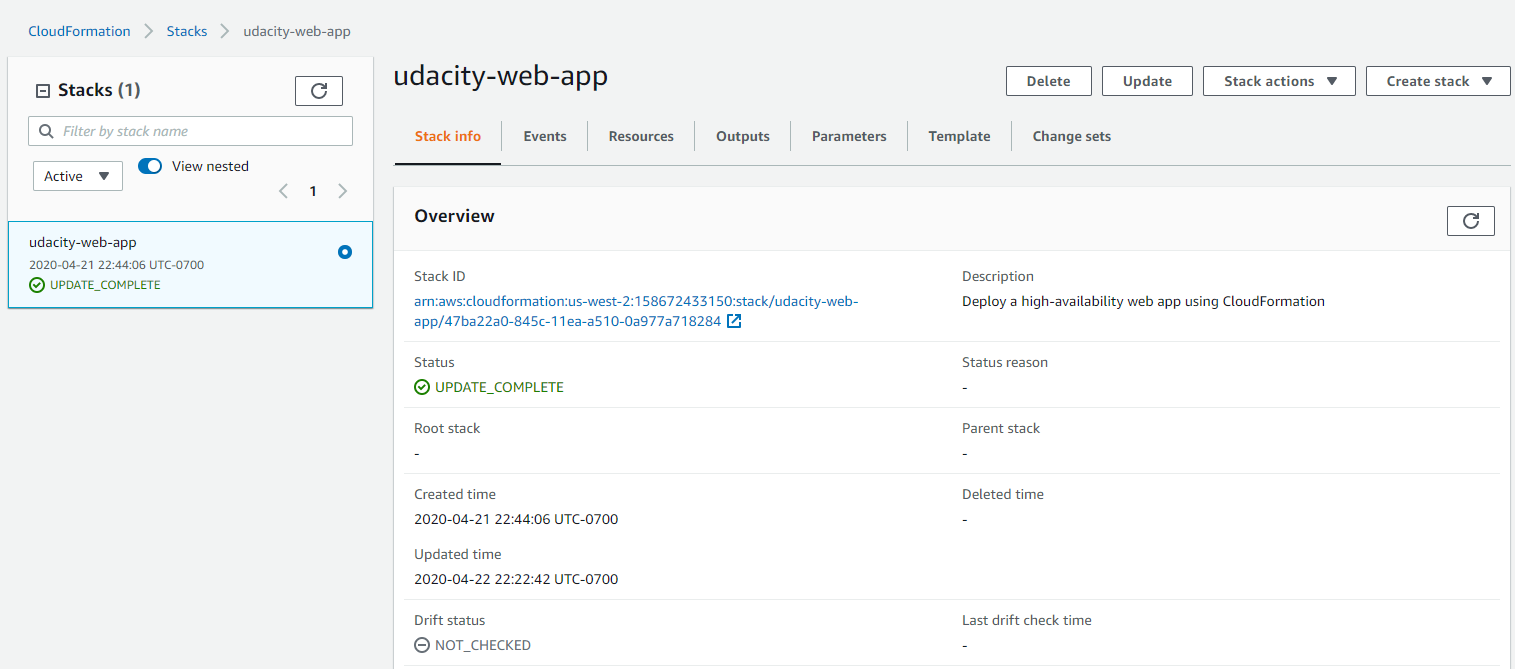 CloudFormation > Stacks > udacity-web-app
Stacks (1)
Filter by stack name
Active
View nested
1
udacity-web-app
2020-04-21 22:44:06 UTC-0700
UPDATE_COMPLETE
udacity-web-app
Delete
Update
Stack actions
Create stack
Stack info
Events
Resources
Outputs
Parameters
Template
Change sets
Overview
Stack ID
arn:aws:cloudformation:us-west-2:158672433150:stack/udacity-web-
app/47ba22a0-845c-11ea-a510-0a977a718284
Description
Deploy a high-availability web app using CloudFormation
Status
UPDATE_COMPLETE
Status reason
-
Root stack
-
Parent stack
-
Created time
2020-04-21 22:44:06 UTC-0700
Deleted time
-
Updated time
2020-04-22 22:22:42 UTC-0700
Drift status
NOT_CHECKED
Last drift check time
-